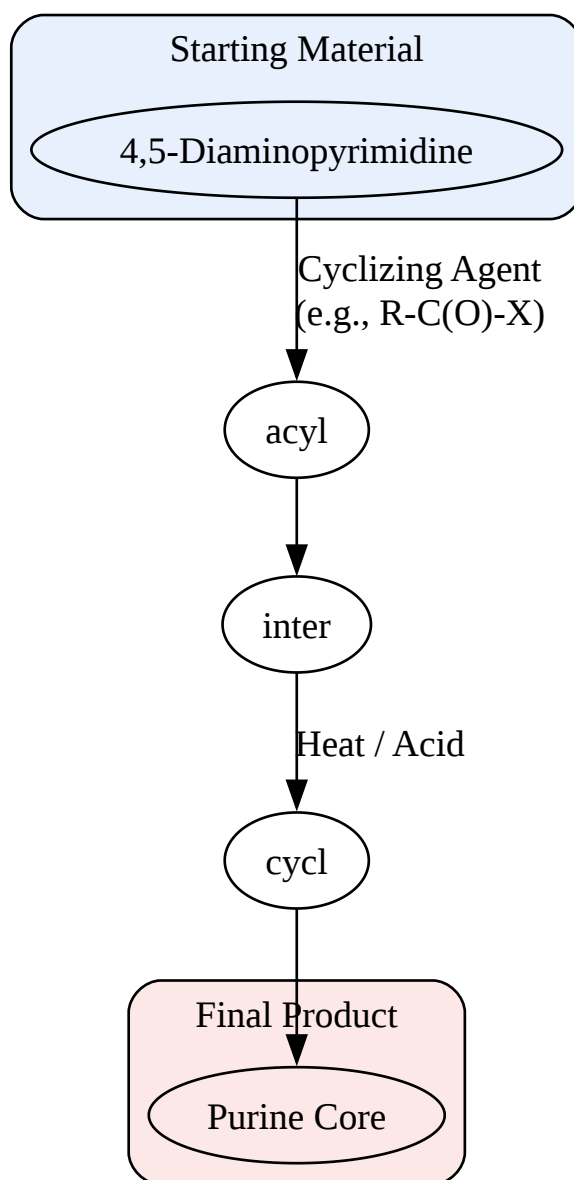 Starting Material
4,5-Diaminopyrimidine
Cyclizing Agent
(e.g., R-C(O)-X)
acyl
inter
Heat / Acid
cycl
Final Product
Purine Core